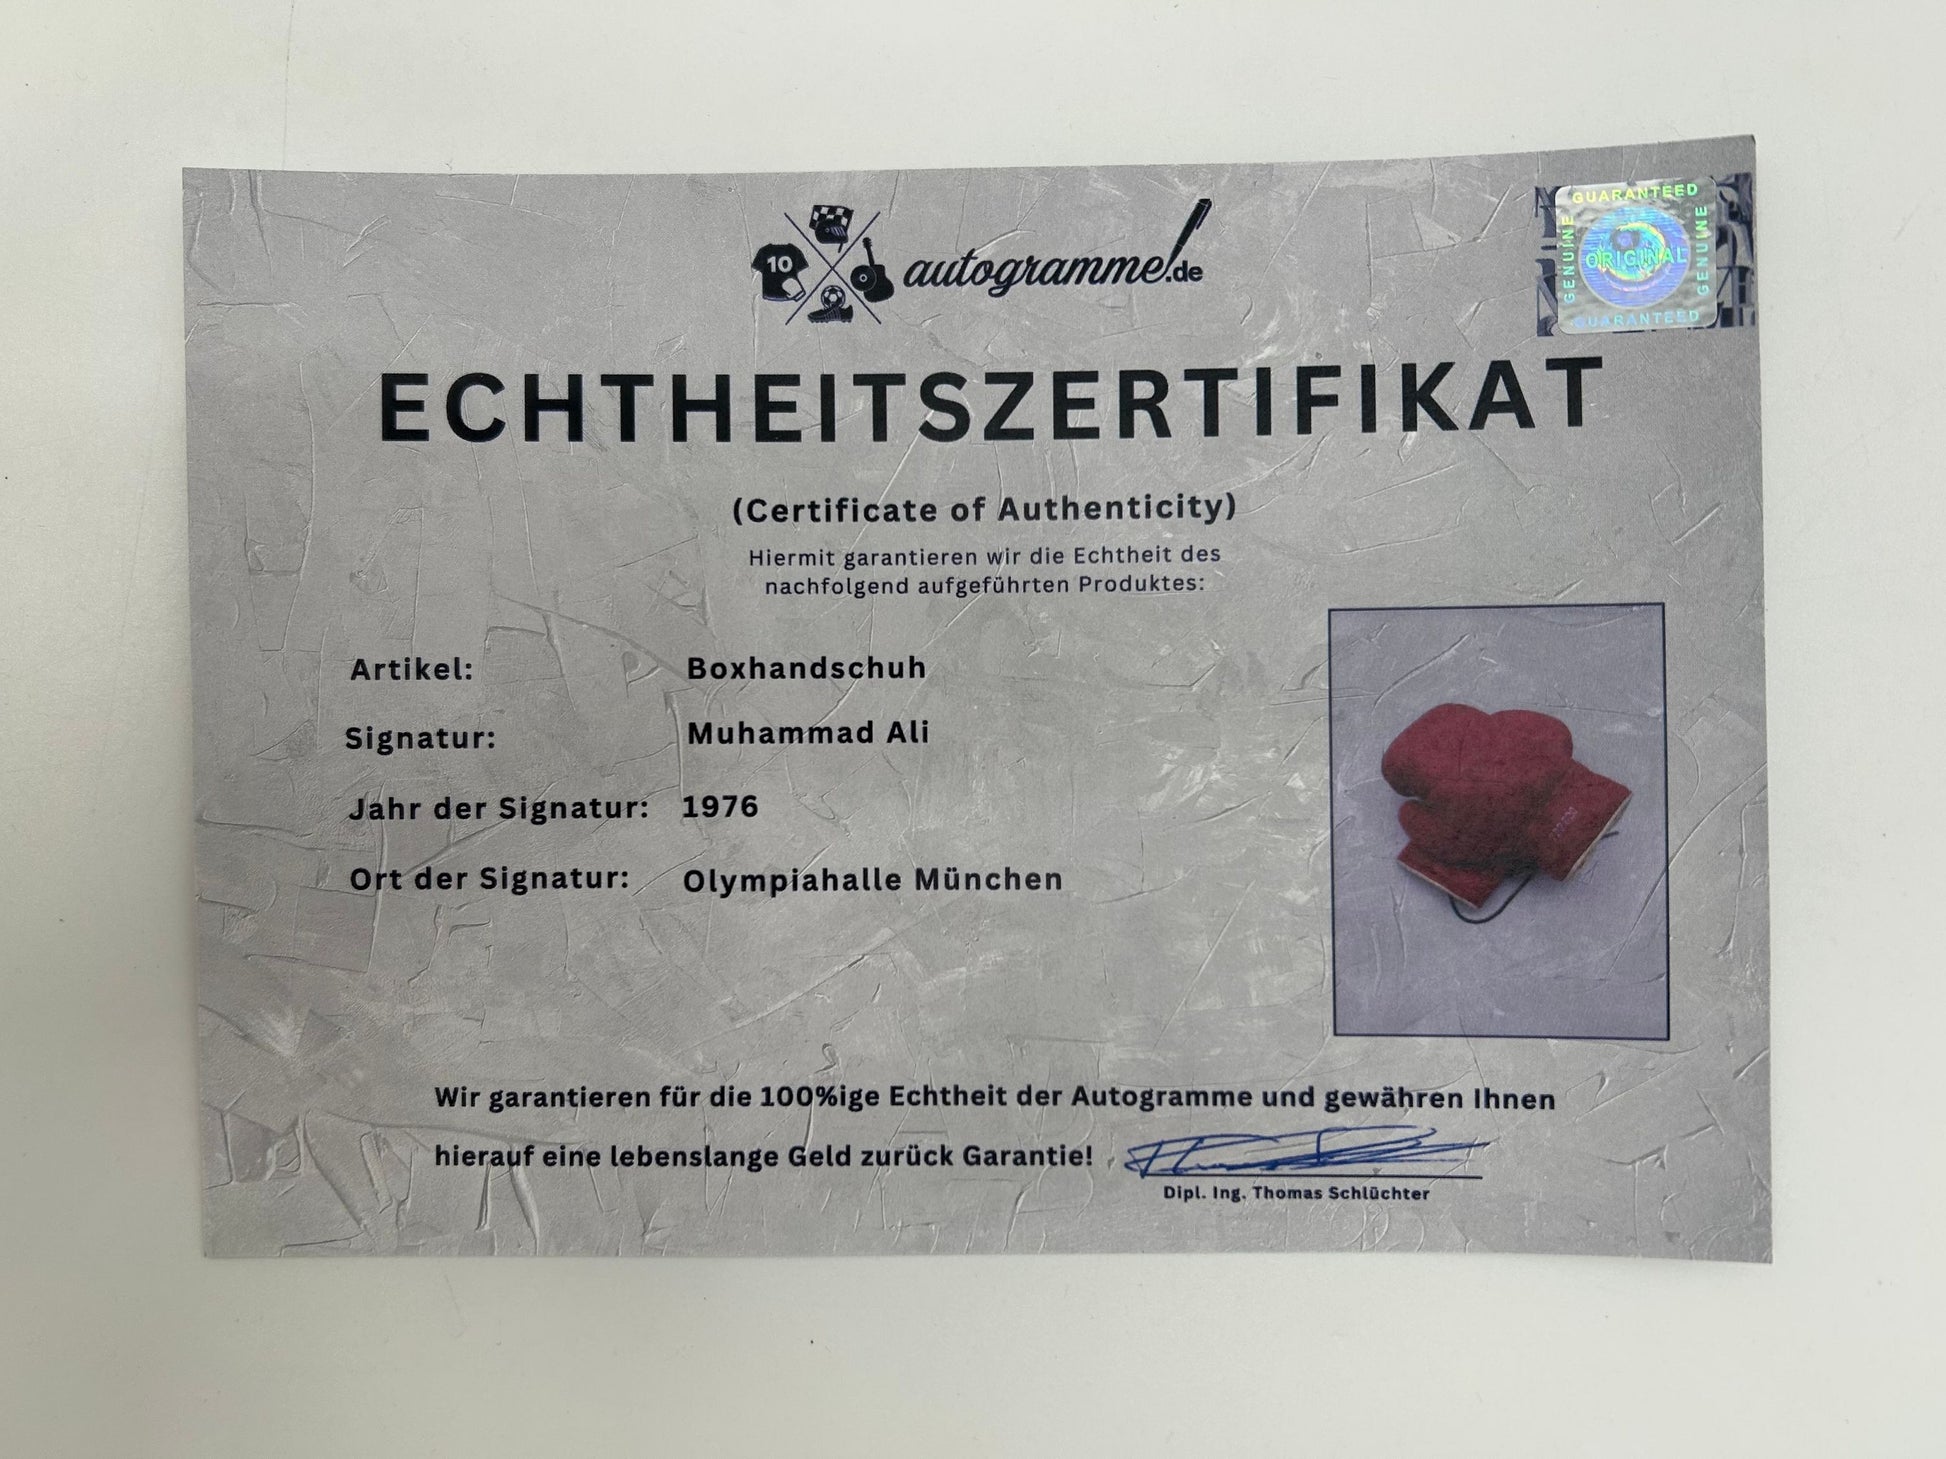 10
autogramme.de
GUARANTEED
GENUINE
ORIGINAL
GENUINE
GUARANTEED
ECHTHEITSZERTIFIKAT
(Certificate of Authenticity)
Hiermit garantieren wir die Echtheit des
nachfolgend aufgeführten Produktes:
Artikel: Boxhandschuh
Signatur: Muhammad Ali
Jahr der Signatur: 1976
Ort der Signatur: Olympiahalle München
Wir garantieren für die 100%ige Echtheit der Autogramme und gewähren Ihnen
hierauf eine lebenslange Geld zurück Garantie!
Dipl. Ing. Thomas Schlüchter